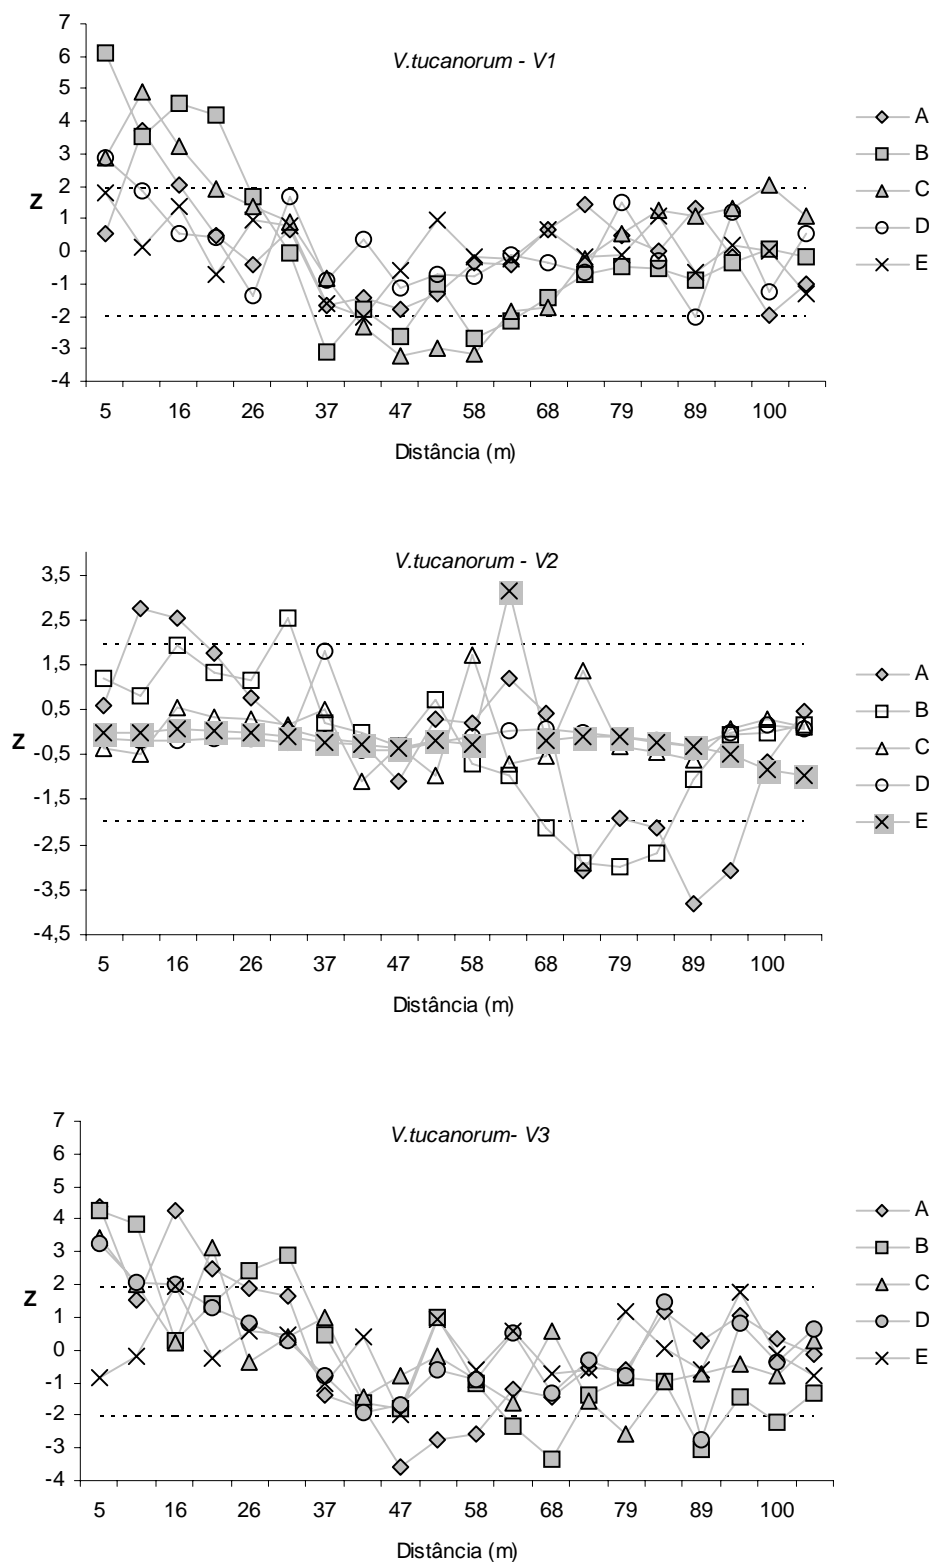 V.tucanorum - V1
7
6
5
4
3
2
1
0
-1
-2
-3
-4
Z
5 16 26 37 47 58 68 79 89 100
Distância (m)
A
B
C
D
E
V.tucanorum - V2
3,5
2,5
1,5
0,5
-0,5
-1,5
-2,5
-3,5
-4,5
Z
5 16 26 37 47 58 68 79 89 100
Distância (m)
A
B
C
D
E
V.tucanorum- V3
7
6
5
4
3
2
1
0
-1
-2
-3
-4
Z
5 16 26 37 47 58 68 79 89 100
Distância (m)
A
B
C
D
E